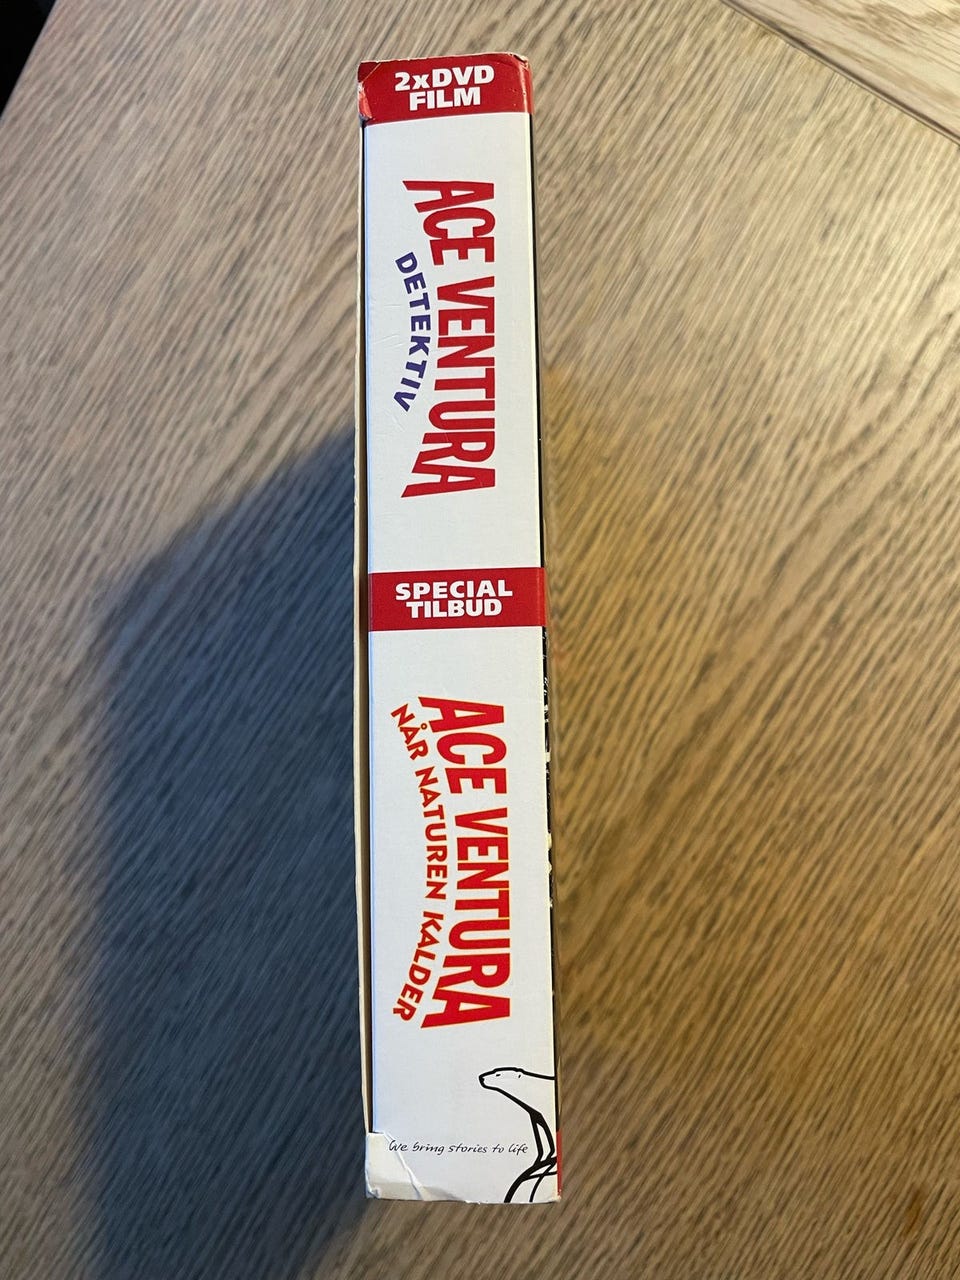 2xDVD
FILM
ACE VENTURA
DETEKTIV
SPECIAL
TILBUD
ACE VENTURA
NÅR NATUREN KALDER
We bring stories to life